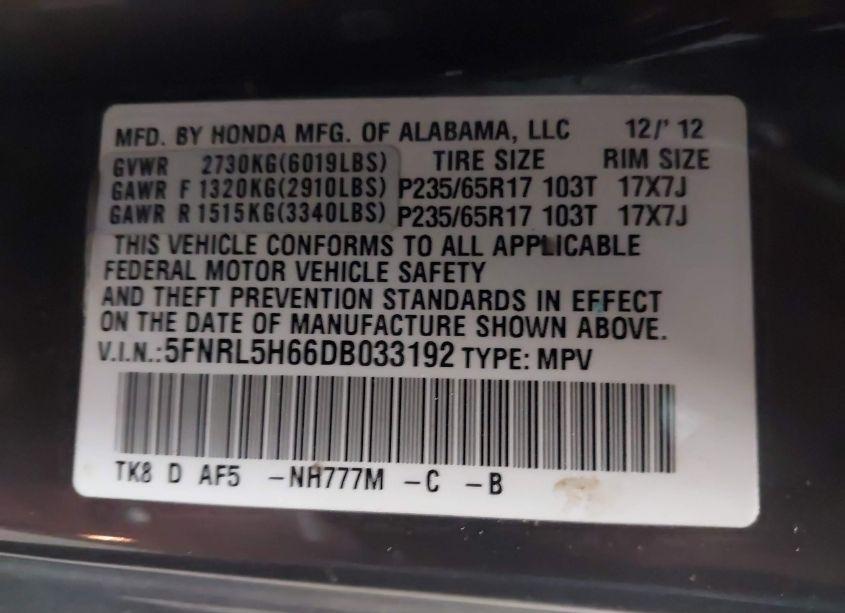 MFD. BY HONDA MFG. OF ALABAMA, LLC 12/' 12
GVWR 2730KG(6019LBS) TIRE SIZE RIM SIZE
GAWR F 1320KG(2910LBS) P235/65R17 103T 17X7J
GAWR R 1515KG(3340LBS) P235/65R17 103T 17X7J
THIS VEHICLE CONFORMS TO ALL APPLICABLE
FEDERAL MOTOR VEHICLE SAFETY
AND THEFT PREVENTION STANDARDS IN EFFECT
ON THE DATE OF MANUFACTURE SHOWN ABOVE.
V.I.N.:5FNRL5H66DB033192 TYPE: MPV
TK8 D AF5 -NH777M -C -B